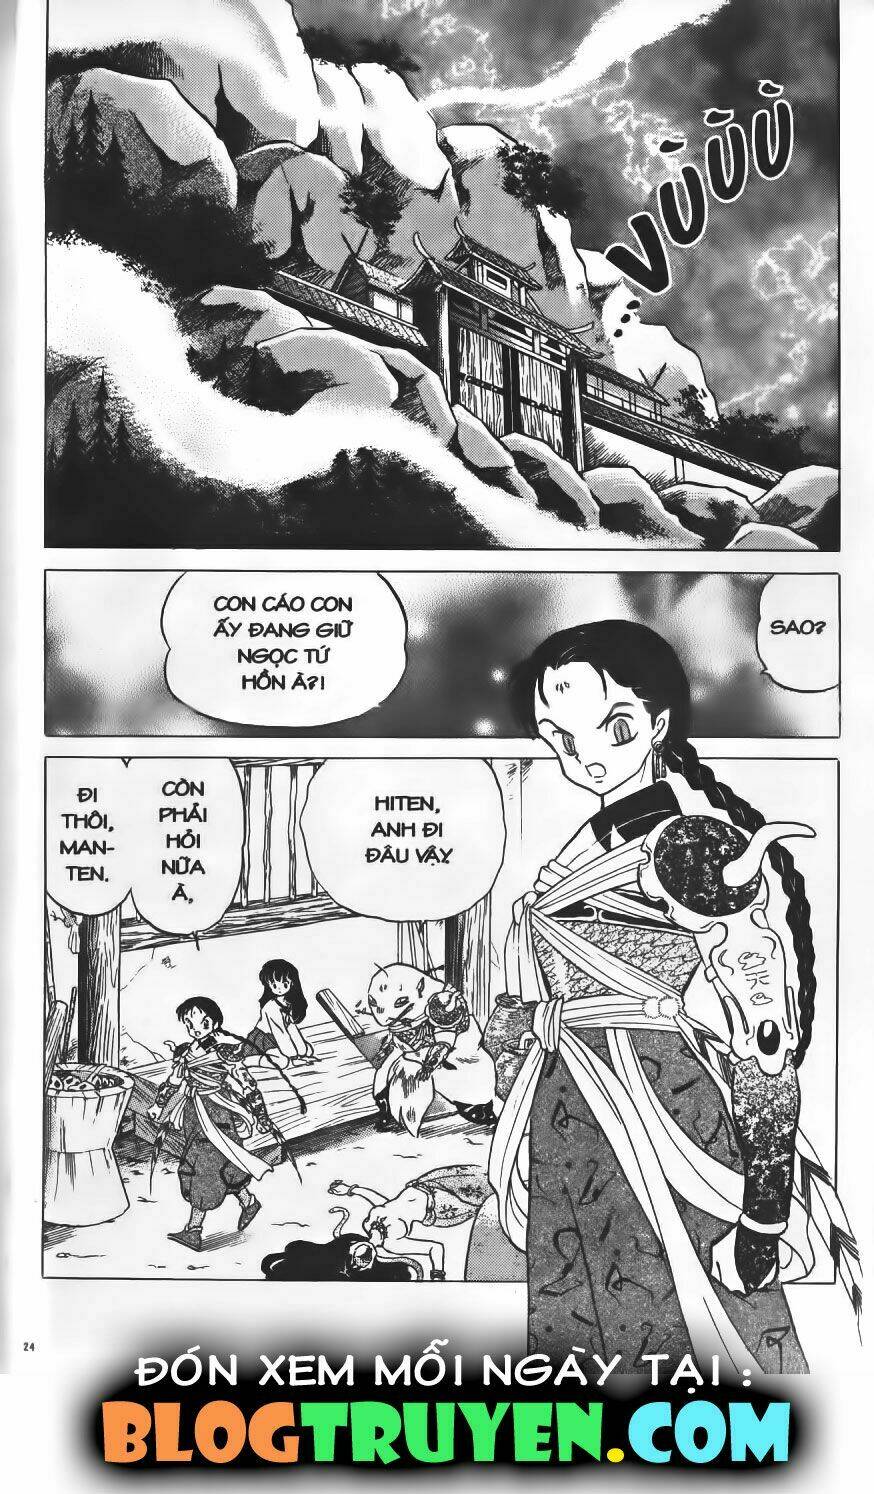 VÙÙÙ
SAO?
CON CÁO CON
ẤY ĐANG GIỮ
NGỌC TỨ
HỒN À?!
HITEN,
ANH ĐI
ĐÂU VẬY.
CÒN
PHẢI
HỎI
NỮA
À,
ĐI
THÔI,
MAN-
TEN.
24
ĐÓN XEM MỖI NGÀY TẠI :
BLOGTRUYEN.COM